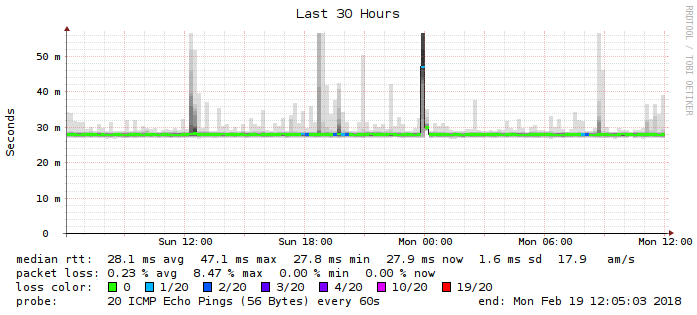 Last 30 Hours
RRDTOOL / TOBI OETIKER
Seconds
50 m
40 m
30 m
20 m
10 m
0
Sun 12:00 Sun 18:00 Mon 00:00 Mon 06:00 Mon 12:00
median rtt: 28.1 ms avg 47.1 ms max 27.8 ms min 27.9 ms now 1.6 ms sd 17.9 am/s
packet loss: 0.23 % avg 8.47 % max 0.00 % min 0.00 % now
loss color: 0 1/20 2/20 3/20 4/20 10/20 19/20
probe: 20 ICMP Echo Pings (56 Bytes) every 60s end: Mon Feb 19 12:05:03 2018